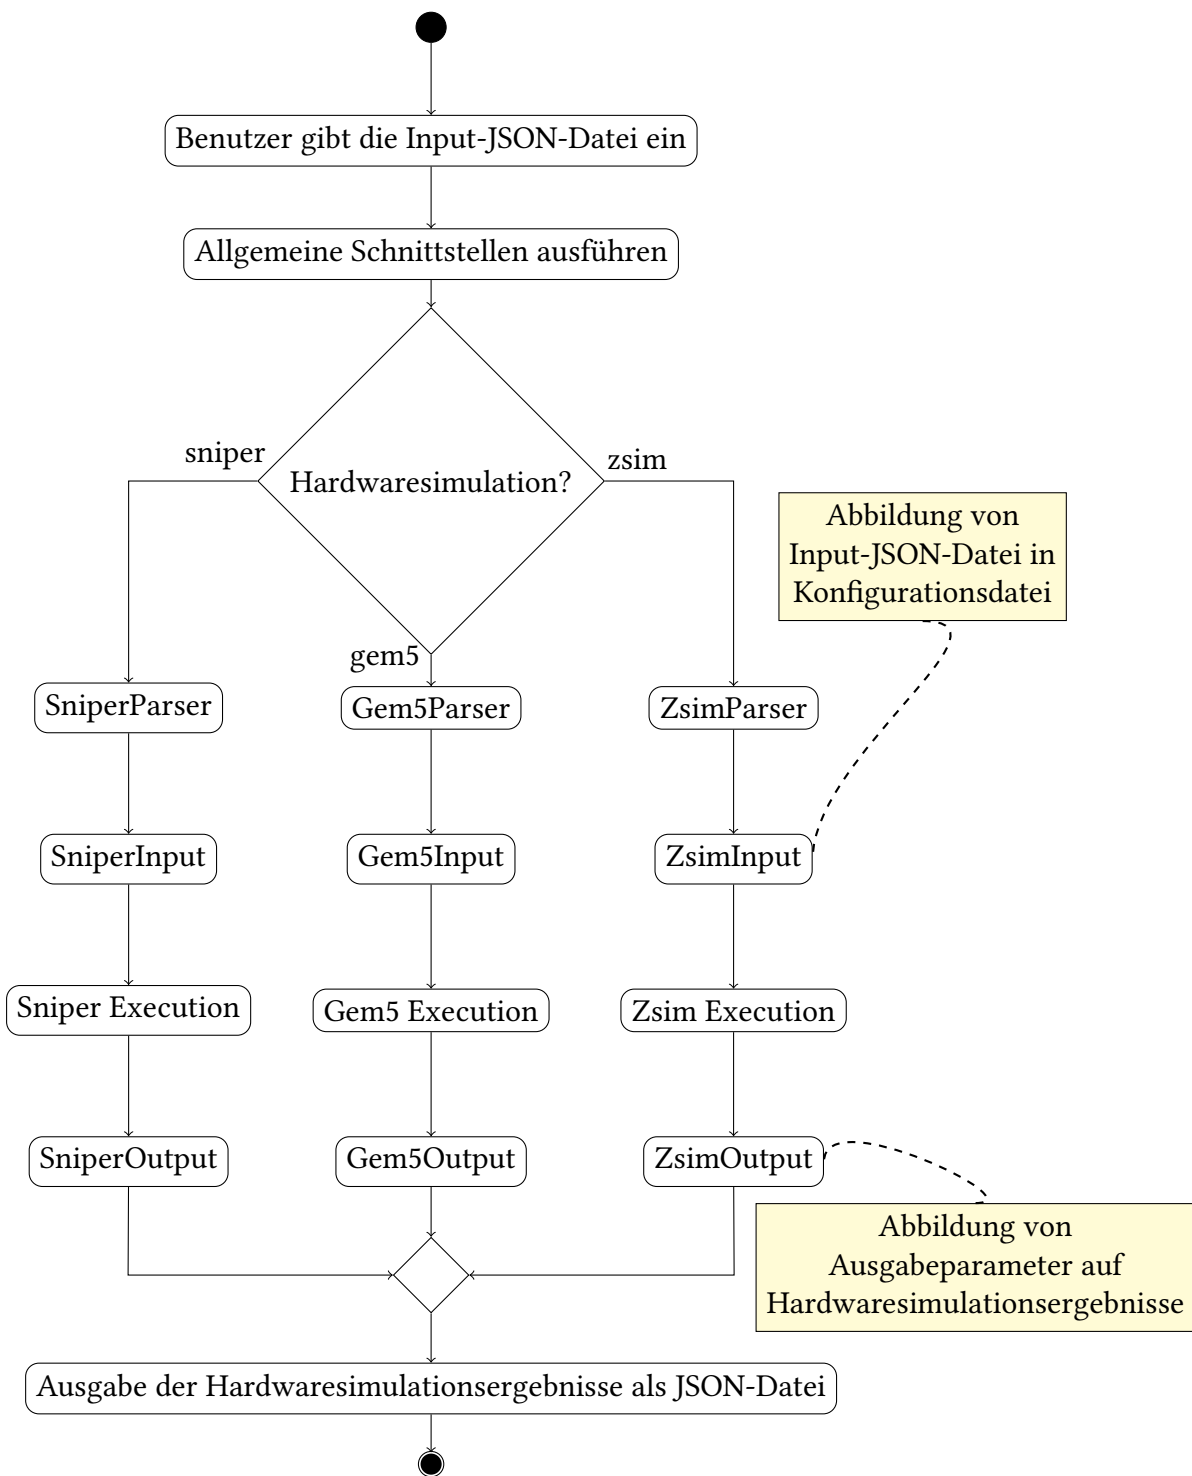 Benutzer gibt die Input-JSON-Datei ein
Allgemeine Schnittstellen ausführen
sniper
Hardwaresimulation?
zsim
gem5
Abbildung von
Input-JSON-Datei in
Konfigurationsdatei
SniperParser
Gem5Parser
ZsimParser
SniperInput
Gem5Input
ZsimInput
Sniper Execution
Gem5 Execution
Zsim Execution
SniperOutput
Gem5Output
ZsimOutput
Abbildung von
Ausgabeparameter auf
Hardwaresimulationsergebnisse
Ausgabe der Hardwaresimulationsergebnisse als JSON-Datei